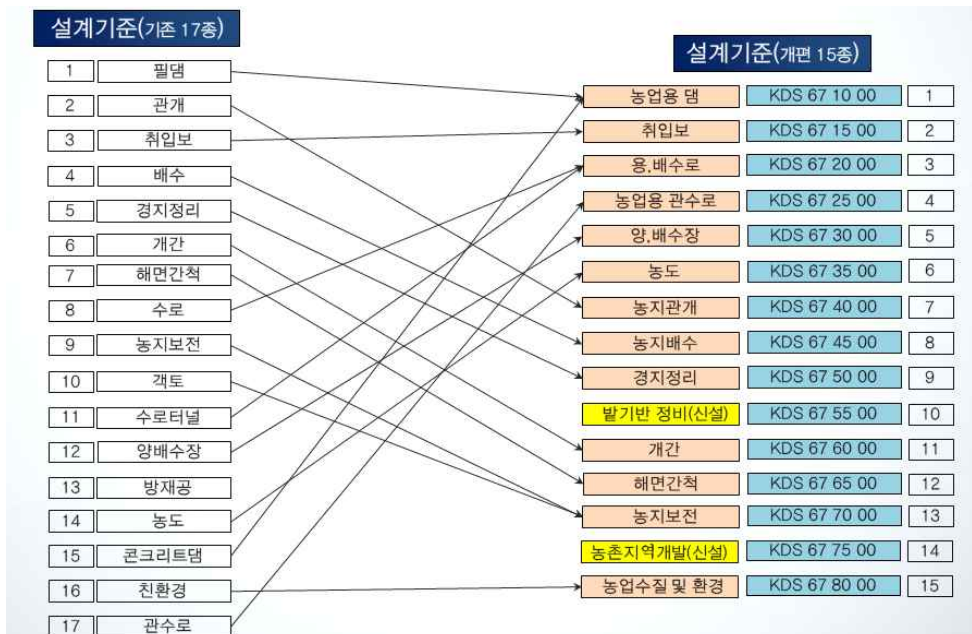 설계기준(기존 17종)
1 필댐
2 관개
3 취입보
4 배수
5 경지정리
6 개간
7 해면간척
8 수로
9 농지보전
10 객토
11 수로터널
12 양배수장
13 방재공
14 농도
15 콘크리트댐
16 친환경
17 관수로
설계기준(개편 15종)
농업용 댐 KDS 67 10 00 1
취입보 KDS 67 15 00 2
용.배수로 KDS 67 20 00 3
농업용 관수로 KDS 67 25 00 4
양.배수장 KDS 67 30 00 5
농도 KDS 67 35 00 6
농지관개 KDS 67 40 00 7
농지배수 KDS 67 45 00 8
경지정리 KDS 67 50 00 9
밭기반 정비(신설) KDS 67 55 00 10
개간 KDS 67 60 00 11
해면간척 KDS 67 65 00 12
농지보전 KDS 67 70 00 13
농촌지역개발(신설) KDS 67 75 00 14
농업수질 및 환경 KDS 67 80 00 15